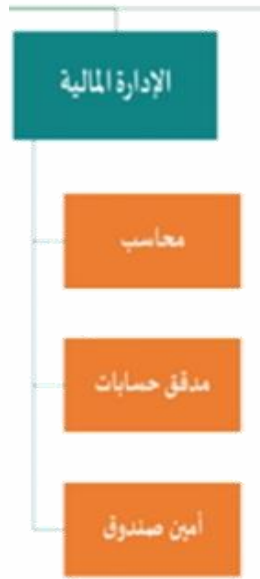 الإدارة المالية
محاسب
مدقق حسابات
أمين صندوق